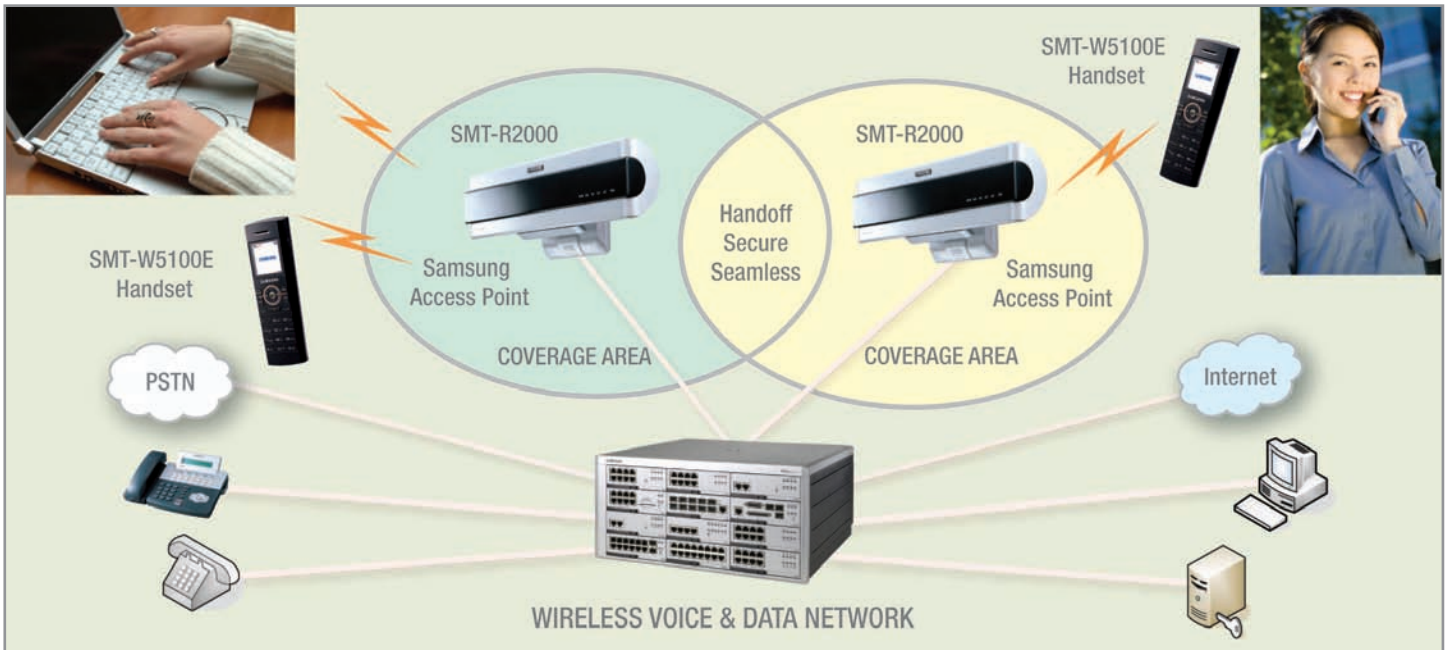 SMT-W5100E
Handset
SMT-R2000
SMT-R2000
Handoff
Secure
Seamless
SMT-W5100E
Handset
Samsung
Access Point
Samsung
Access Point
COVERAGE AREA
COVERAGE AREA
PSTN
Internet
WIRELESS VOICE & DATA NETWORK